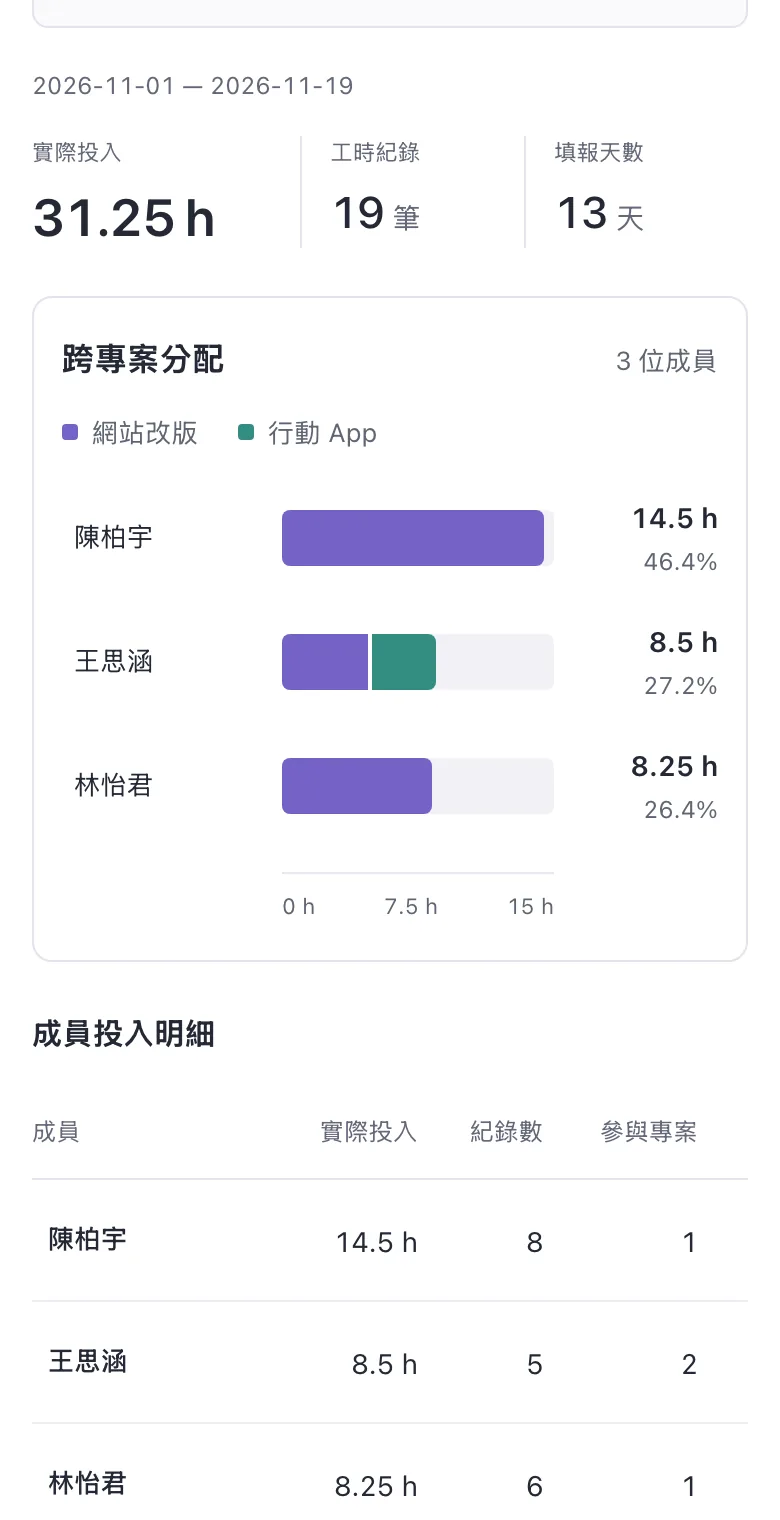 2026-11-01 — 2026-11-19
實際投入 工時紀錄 填報天數
31.25 h 19 筆 13 天
跨專案分配 3 位成員
網站改版 行動 App
陳柏宇 14.5 h
46.4%
王思涵 8.5 h
27.2%
林怡君 8.25 h
26.4%
0 h 7.5 h 15 h
成員投入明細
成員 實際投入 紀錄數 參與專案
陳柏宇 14.5 h 8 1
王思涵 8.5 h 5 2
林怡君 8.25 h 6 1